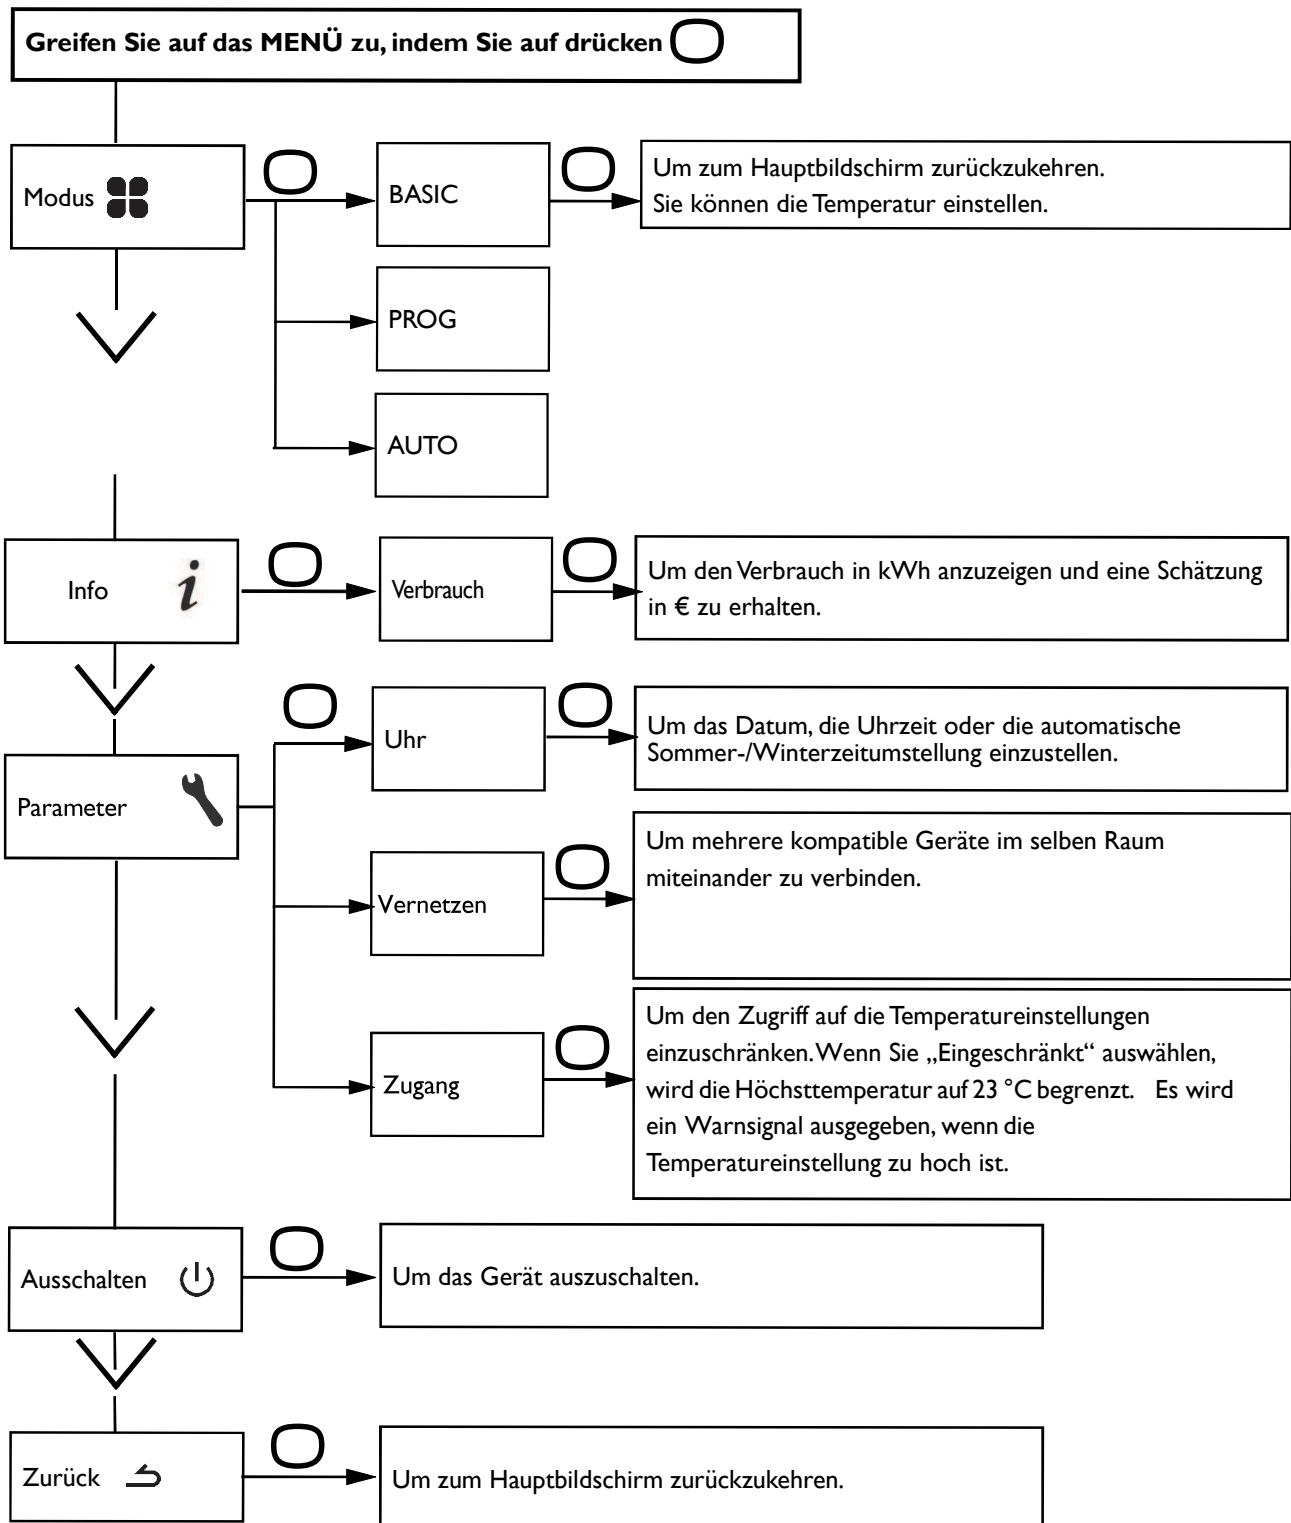 Greifen Sie auf das MENÜ zu, indem Sie auf drücken
Modus
BASIC
Um zum Hauptbildschirm zurückzukehren.
Sie können die Temperatur einstellen.
PROG
AUTO
Info
Verbrauch
Um den Verbrauch in kWh anzuzeigen und eine Schätzung
in € zu erhalten.
Parameter
Uhr
Um das Datum, die Uhrzeit oder die automatische
Sommer-/Winterzeitumstellung einzustellen.
Vernetzen
Um mehrere kompatible Geräte im selben Raum
miteinander zu verbinden.
Zugang
Um den Zugriff auf die Temperatureinstellungen
einzuschränken. Wenn Sie „Eingeschränkt“ auswählen,
wird die Höchsttemperatur auf 23 °C begrenzt. Es wird
ein Warnsignal ausgegeben, wenn die
Temperatureinstellung zu hoch ist.
Ausschalten
Um das Gerät auszuschalten.
Zurück
Um zum Hauptbildschirm zurückzukehren.